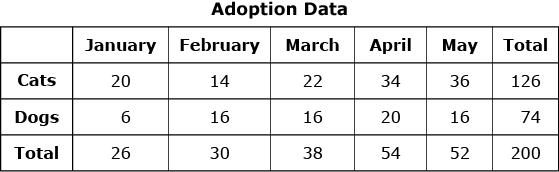 Adoption Data
January February March April May Total
Cats 20 14 22 34 36 126
Dogs 6 16 16 20 16 74
Total 26 30 38 54 52 200